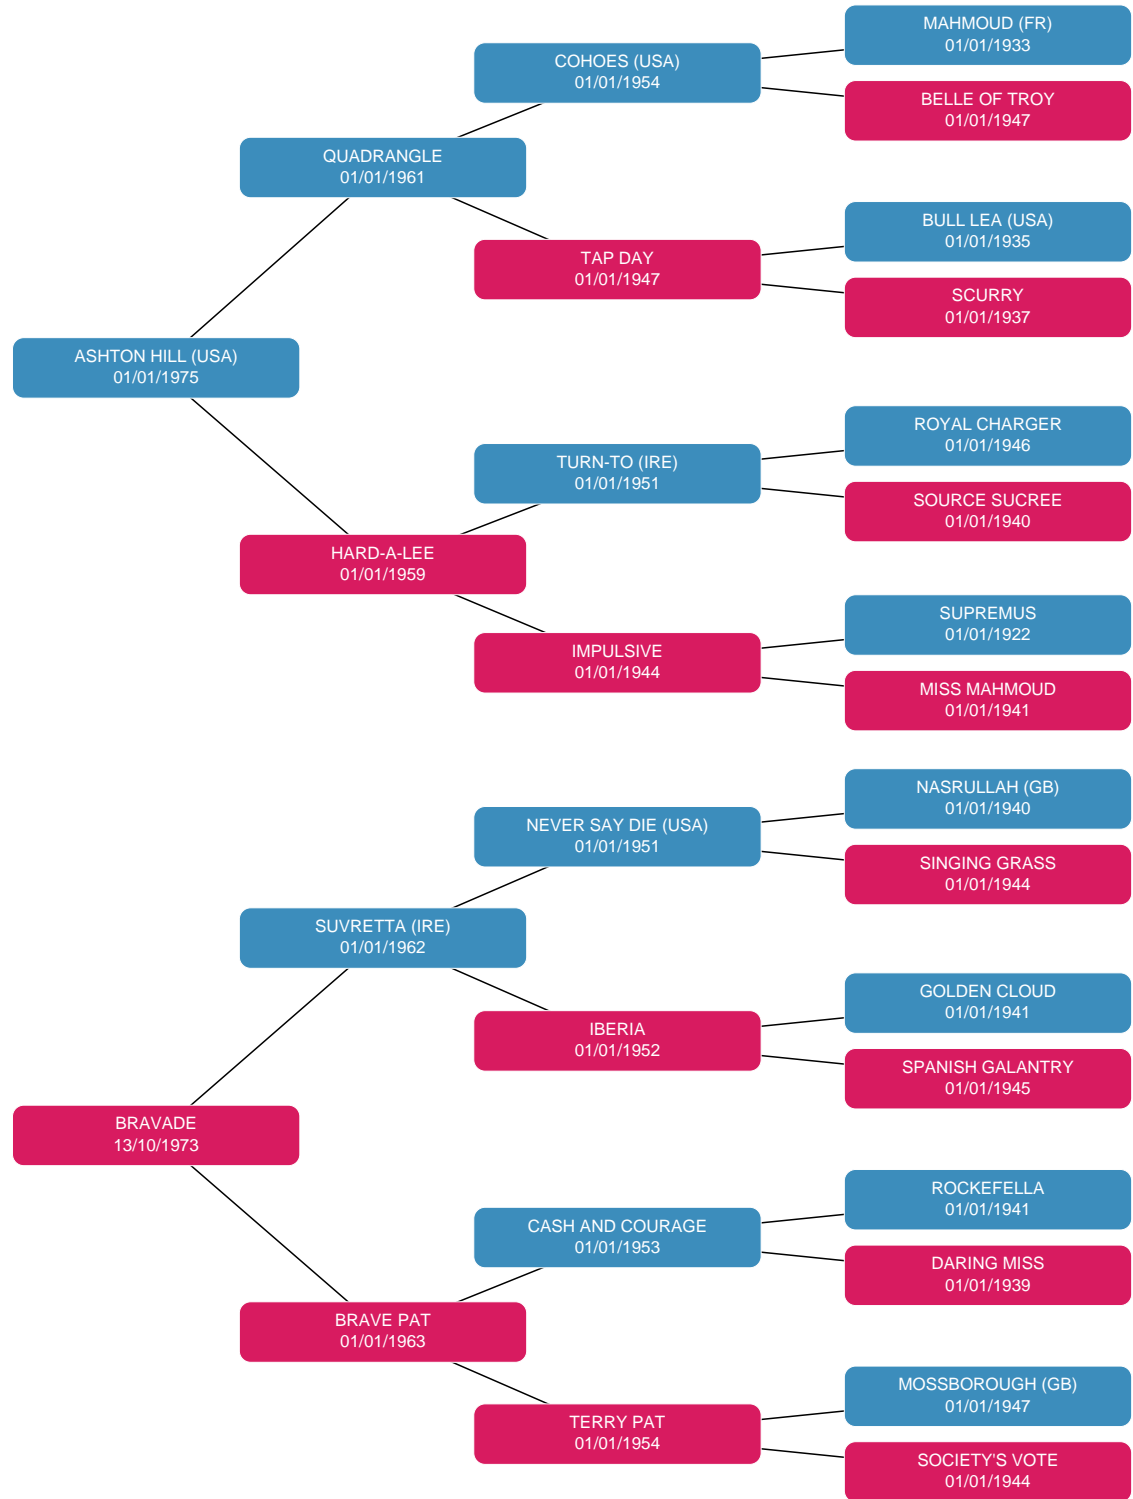 MAHMOUD (FR)
01/01/1933
COHOES (USA)
01/01/1954
BELLE OF TROY
01/01/1947
QUADRANGLE
01/01/1961
BULL LEA (USA)
01/01/1935
TAP DAY
01/01/1947
SCURRY
01/01/1937
ASHTON HILL (USA)
01/01/1975
ROYAL CHARGER
01/01/1946
TURN-TO (IRE)
01/01/1951
SOURCE SUCREE
01/01/1940
HARD-A-LEE
01/01/1959
SUPREMUS
01/01/1922
IMPULSIVE
01/01/1944
MISS MAHMOUD
01/01/1941
NASRULLAH (GB)
01/01/1940
NEVER SAY DIE (USA)
01/01/1951
SINGING GRASS
01/01/1944
SUVRETTA (IRE)
01/01/1962
GOLDEN CLOUD
01/01/1941
IBERIA
01/01/1952
SPANISH GALANTRY
01/01/1945
BRAVADE
13/10/1973
ROCKEFELLA
01/01/1941
CASH AND COURAGE
01/01/1953
DARING MISS
01/01/1939
BRAVE PAT
01/01/1963
MOSSBOROUGH (GB)
01/01/1947
TERRY PAT
01/01/1954
SOCIETY'S VOTE
01/01/1944